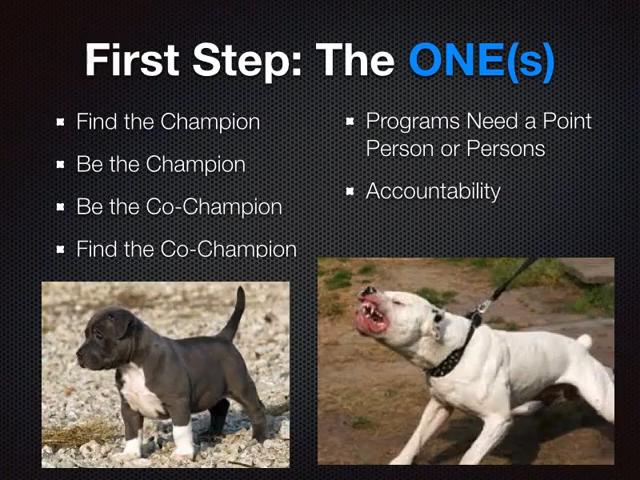 First Step: The ONE(s)
Find the Champion
Be the Champion
Be the Co-Champion
Find the Co-Champion
Programs Need a Point
Person or Persons
Accountability